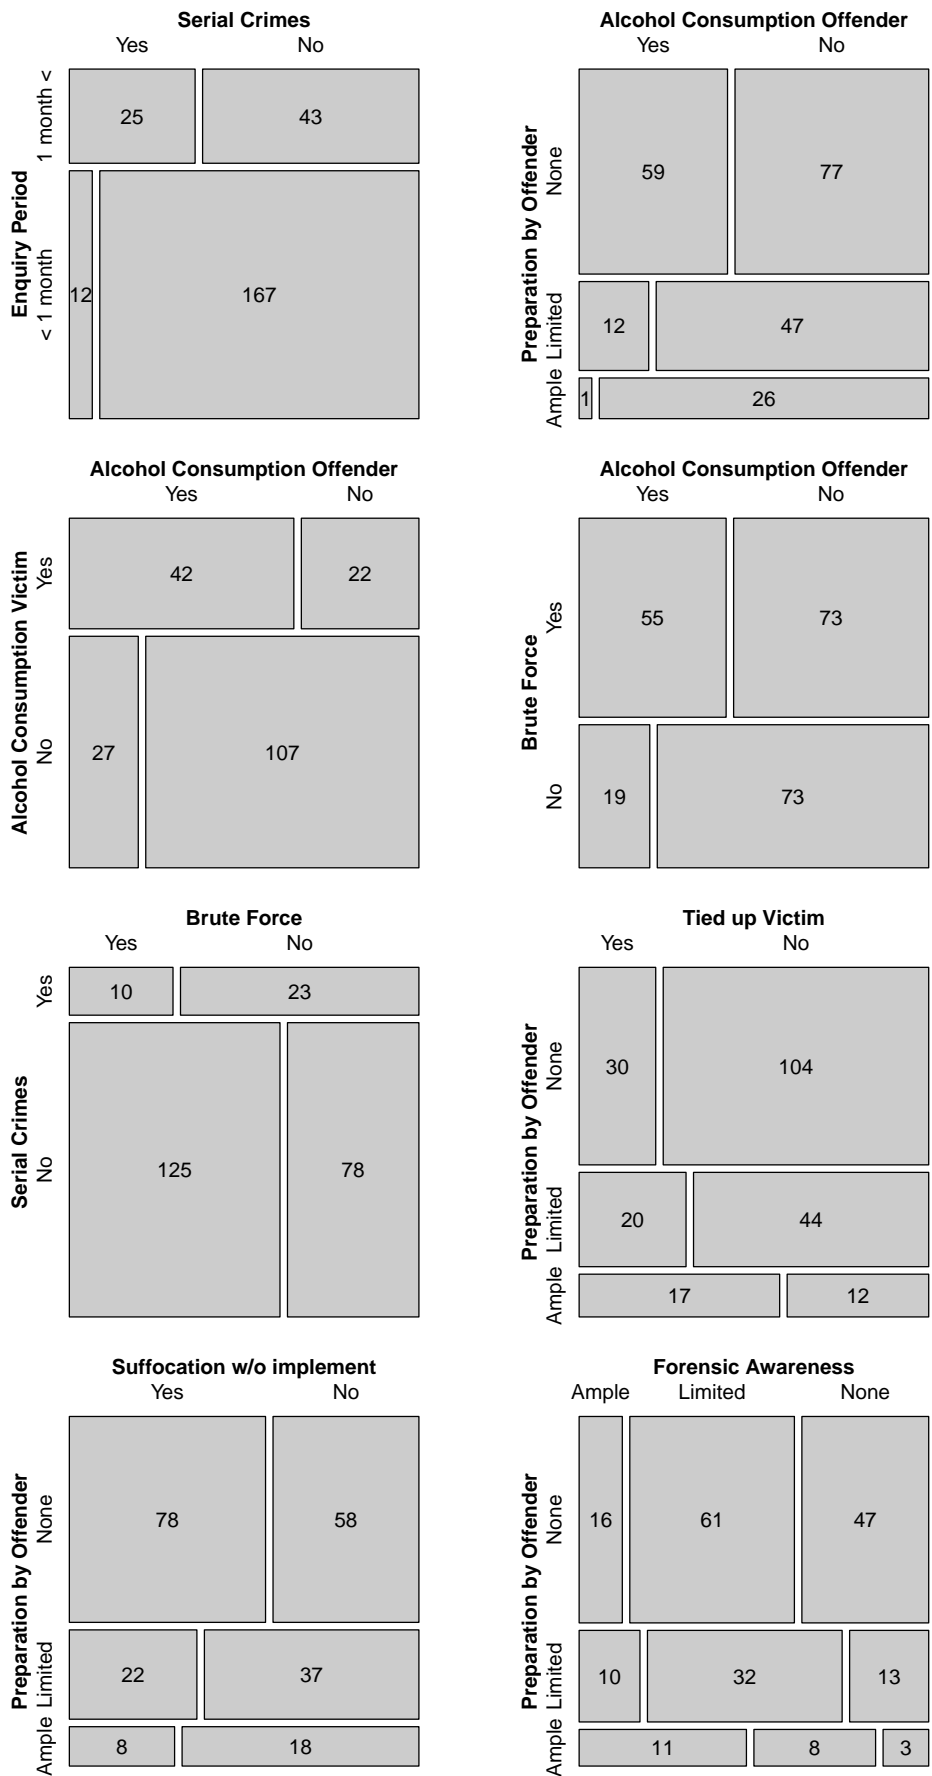 Serial Crimes
Yes No
Enquiry Period
1 month <
25 43
< 1 month
12 167
Alcohol Consumption Offender
Yes No
Preparation by Offender
None
59 77
Limited
12 47
Ample
1 26
Alcohol Consumption Offender
Yes No
Alcohol Consumption Victim
Yes
42 22
No
27 107
Alcohol Consumption Offender
Yes No
Brute Force
Yes
55 73
No
19 73
Brute Force
Yes No
Serial Crimes
Yes
10 23
No
125 78
Tied up Victim
Yes No
Preparation by Offender
None
30 104
Limited
20 44
Ample
17 12
Suffocation w/o implement
Yes No
Preparation by Offender
None
78 58
Limited
22 37
Ample
8 18
Forensic Awareness
Ample Limited None
Preparation by Offender
None
16 61 47
Limited
10 32 13
Ample
11 8 3